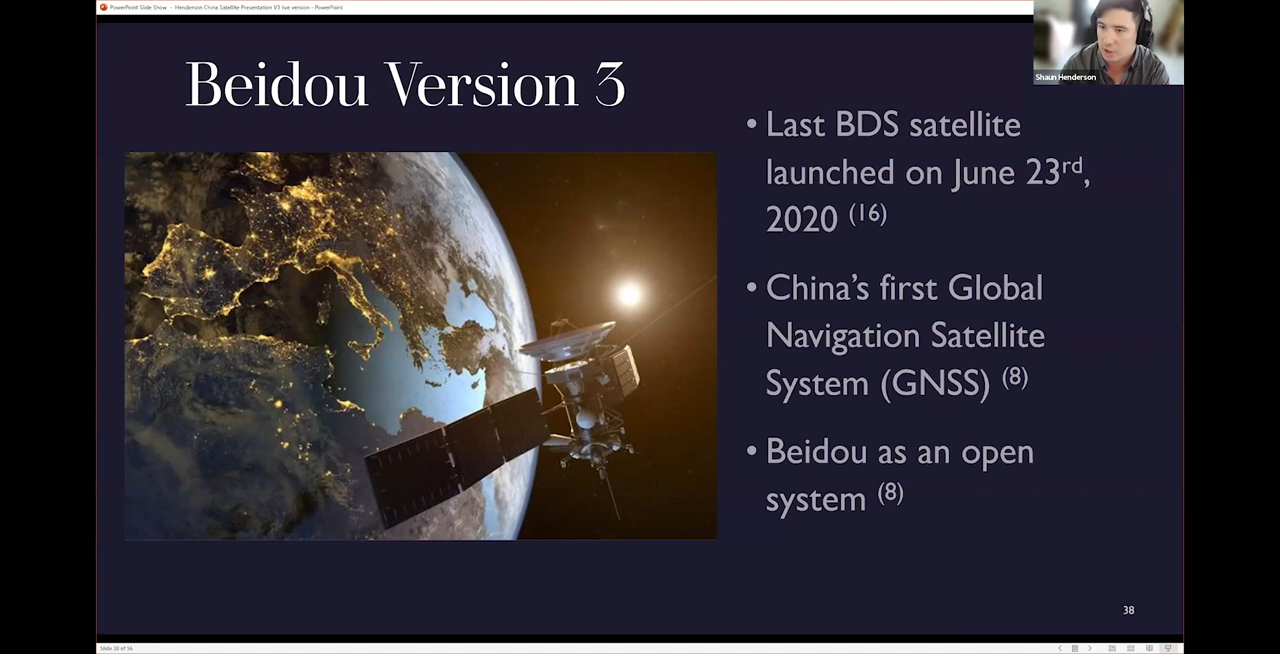 PowerPoint Slide Show - Henderson China Satellite Presentation V3 live version - PowerPoint
Shaun Henderson
Beidou Version 3
• Last BDS satellite
launched on June 23rd,
2020 (16)
• China's first Global
Navigation Satellite
System (GNSS) (8)
• Beidou as an open
system (8)
38
Slide 38 of 56